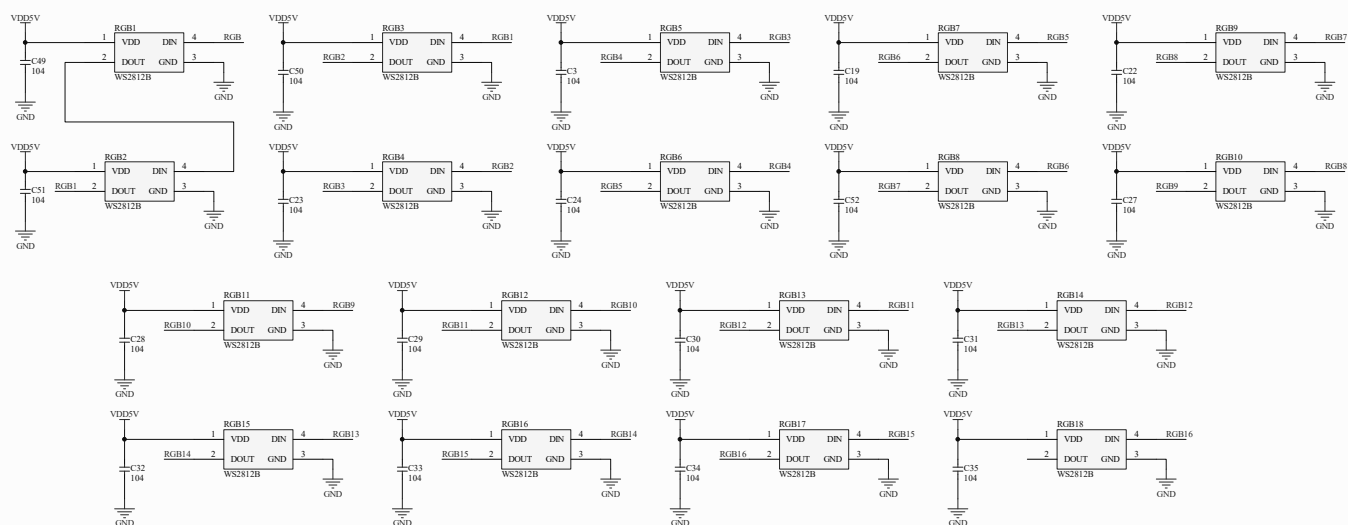 VDD5V
RGB1
1 VDD DIN 4 RGB
2 DOUT GND 3
C49
104
WS2812B
GND
GND
VDD5V
RGB3
1 VDD DIN 4 RGB1
RGB2 2 DOUT GND 3
C50
104
WS2812B
GND
GND
VDD5V
RGB5
1 VDD DIN 4 RGB3
RGB4 2 DOUT GND 3
C3
104
WS2812B
GND
GND
VDD5V
RGB7
1 VDD DIN 4 RGB5
RGB6 2 DOUT GND 3
C19
104
WS2812B
GND
GND
VDD5V
RGB9
1 VDD DIN 4 RGB7
RGB8 2 DOUT GND 3
C22
104
WS2812B
GND
GND
VDD5V
RGB2
1 VDD DIN 4
RGB1 2 DOUT GND 3
C51
104
WS2812B
GND
GND
VDD5V
RGB4
1 VDD DIN 4 RGB2
RGB3 2 DOUT GND 3
C23
104
WS2812B
GND
GND
VDD5V
RGB6
1 VDD DIN 4 RGB4
RGB5 2 DOUT GND 3
C24
104
WS2812B
GND
GND
VDD5V
RGB8
1 VDD DIN 4 RGB6
RGB7 2 DOUT GND 3
C52
104
WS2812B
GND
GND
VDD5V
RGB10
1 VDD DIN 4 RGB8
RGB9 2 DOUT GND 3
C27
104
WS2812B
GND
GND
VDD5V
RGB11
1 VDD DIN 4 RGB9
RGB10 2 DOUT GND 3
C28
104
WS2812B
GND
GND
VDD5V
RGB12
1 VDD DIN 4 RGB10
RGB11 2 DOUT GND 3
C29
104
WS2812B
GND
GND
VDD5V
RGB13
1 VDD DIN 4 RGB11
RGB12 2 DOUT GND 3
C30
104
WS2812B
GND
GND
VDD5V
RGB14
1 VDD DIN 4 RGB12
RGB13 2 DOUT GND 3
C31
104
WS2812B
GND
GND
VDD5V
RGB15
1 VDD DIN 4 RGB13
RGB14 2 DOUT GND 3
C32
104
WS2812B
GND
GND
VDD5V
RGB16
1 VDD DIN 4 RGB14
RGB15 2 DOUT GND 3
C33
104
WS2812B
GND
GND
VDD5V
RGB17
1 VDD DIN 4 RGB15
RGB16 2 DOUT GND 3
C34
104
WS2812B
GND
GND
VDD5V
RGB18
1 VDD DIN 4 RGB16
2 DOUT GND 3
C35
104
WS2812B
GND
GND